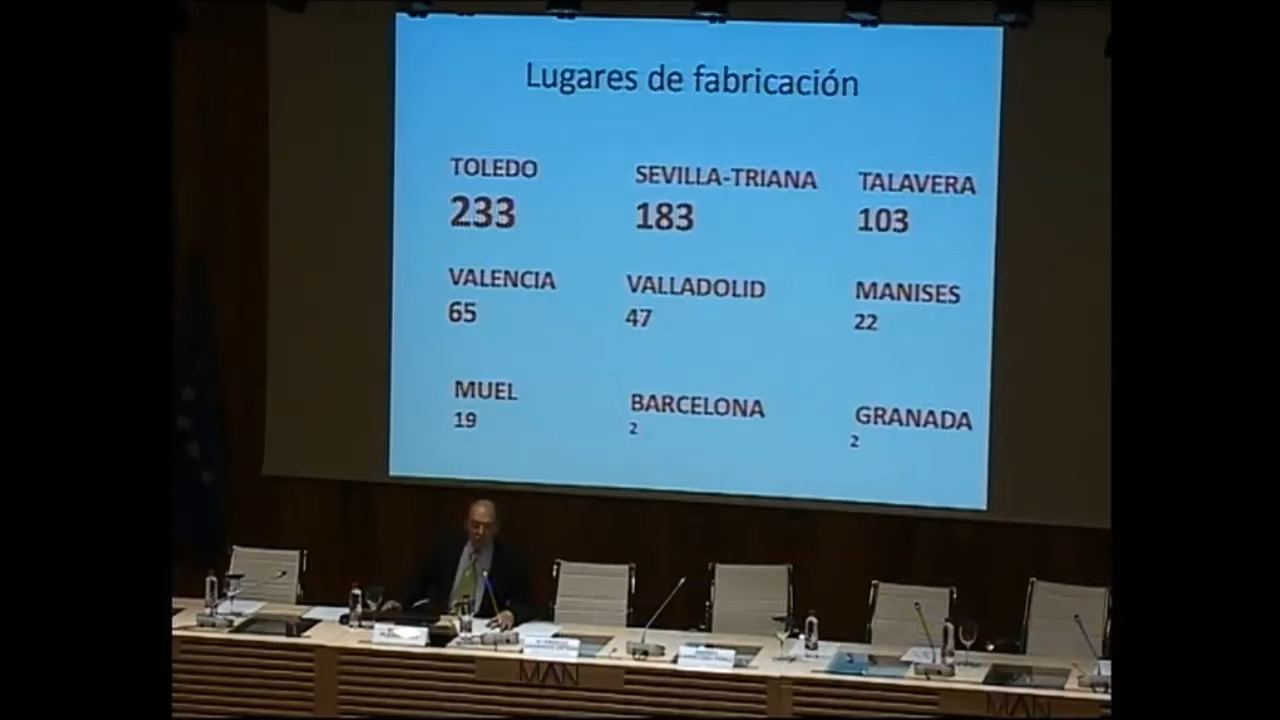 Lugares de fabricación
TOLEDO
233
SEVILLA-TRIANA
183
TALAVERA
103
VALENCIA
65
VALLADOLID
47
MANISES
22
MUEL
19
BARCELONA
2
GRANADA
2
MAN
MAN